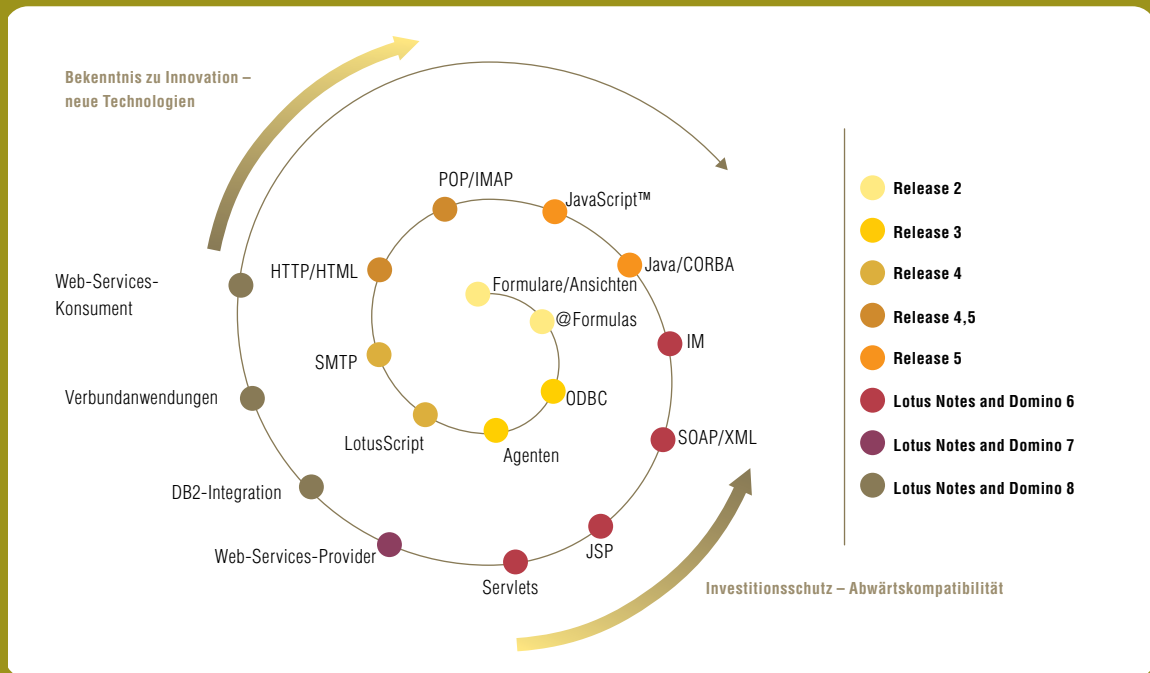 Bekenntnis zu Innovation –
neue Technologien
POP/IMAP
JavaScript™
HTTP/HTML
Java/CORBA
Formulare/Ansichten
@Formulas
Web-Services-
Konsument
IM
SMTP
Verbundanwendungen
ODBC
LotusScript
Agenten
SOAP/XML
DB2-Integration
Web-Services-Provider
JSP
Servlets
Investitionsschutz – Abwärtskompatibilität
Release 2
Release 3
Release 4
Release 4,5
Release 5
Lotus Notes and Domino 6
Lotus Notes and Domino 7
Lotus Notes and Domino 8